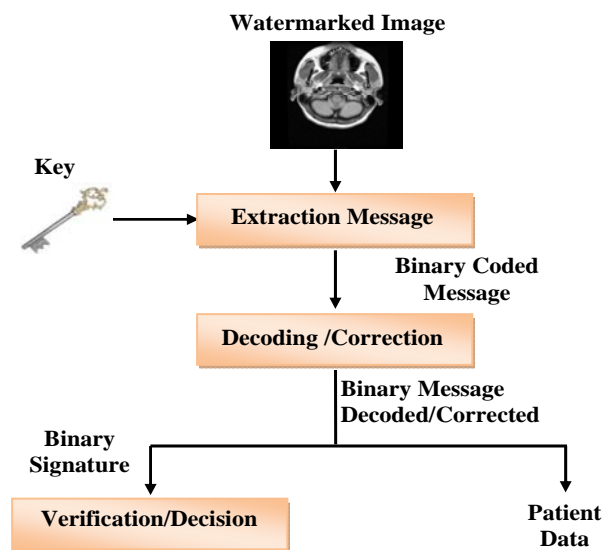 Watermarked Image
Key
Extraction Message
Binary Coded
Message
Decoding /Correction
Binary Message
Decoded/Corrected
Binary
Signature
Verification/Decision
Patient
Data